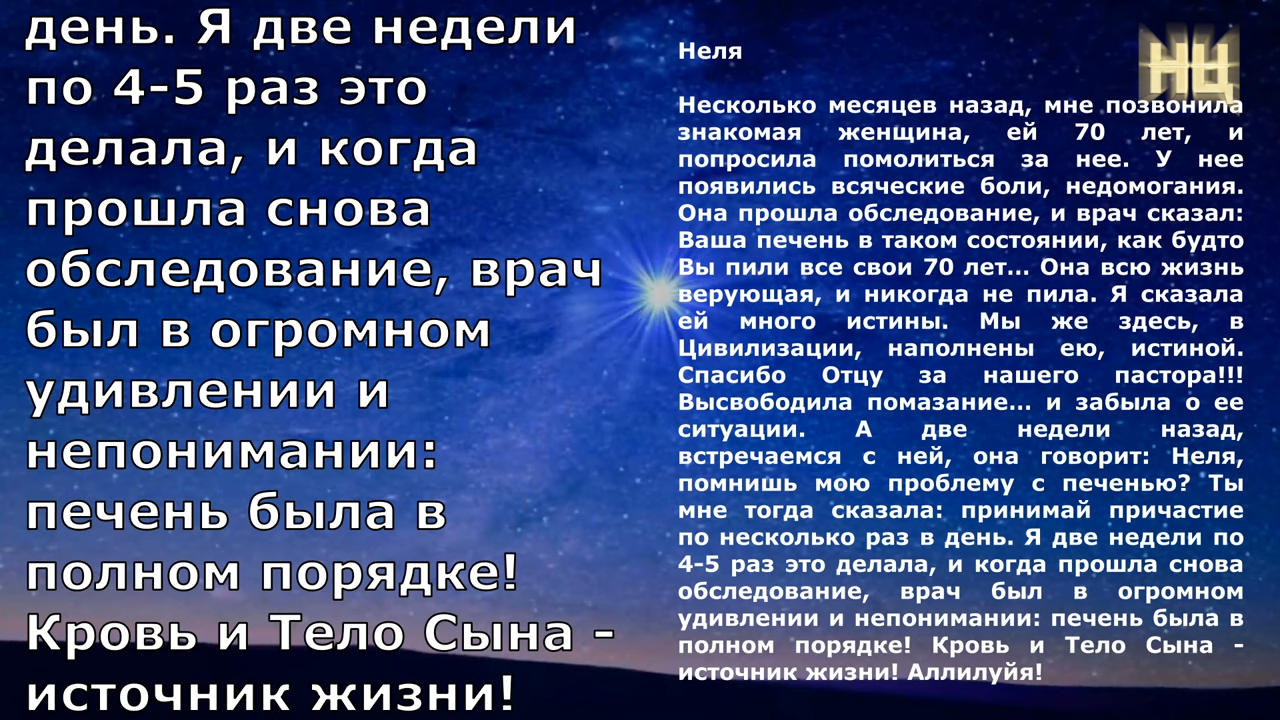 день. Я две недели
по 4-5 раз это
делала, и когда
прошла снова
обследование, врач
был в огромном
удивлении и
непонимании:
печень была в
полном порядке!
Кровь и Тело Сына -
источник жизни!
НЦ
Неля
Несколько месяцев назад, мне позвонила
знакомая женщина, ей 70 лет, и
попросила помолиться за нее. У нее
появились всяческие боли, недомогания.
Она прошла обследование, и врач сказал:
Ваша печень в таком состоянии, как будто
Вы пили все свои 70 лет... Она всю жизнь
верующая, и никогда не пила. Я сказала
ей много истины. Мы же здесь, в
Цивилизации, наполнены ею, истиной.
Спасибо Отцу за нашего пастора!!!
Высвободила помазание... и забыла о ее
ситуации. А две недели назад,
встречаемся с ней, она говорит: Неля,
помнишь мою проблему с печенью? Ты
мне тогда сказала: принимай причастие
по несколько раз в день. Я две недели по
4-5 раз это делала, и когда прошла снова
обследование, врач был в огромном
удивлении и непонимании: печень была в
полном порядке! Кровь и Тело Сына -
источник жизни! Аллилуйя!